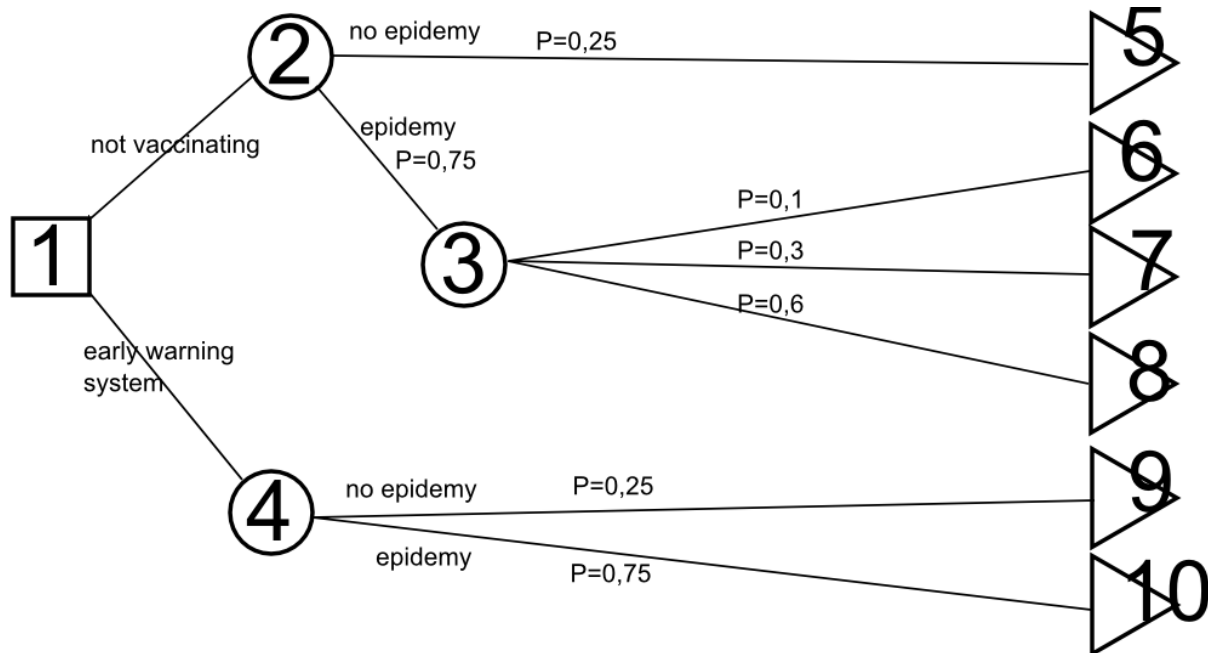 2
no epidemy
P=0,25
5
not vaccinating
epidemy
P=0,75
6
P=0,1
1
3
P=0,3
7
P=0,6
early warning
system
8
4
no epidemy
P=0,25
9
epidemy
P=0,75
10